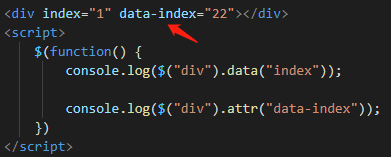 <div index="1" data-index="22"></div>
<script>
    $(function() {
        console.log($("div").data("index"));

        console.log($("div").attr("data-index"));
    })
</script>